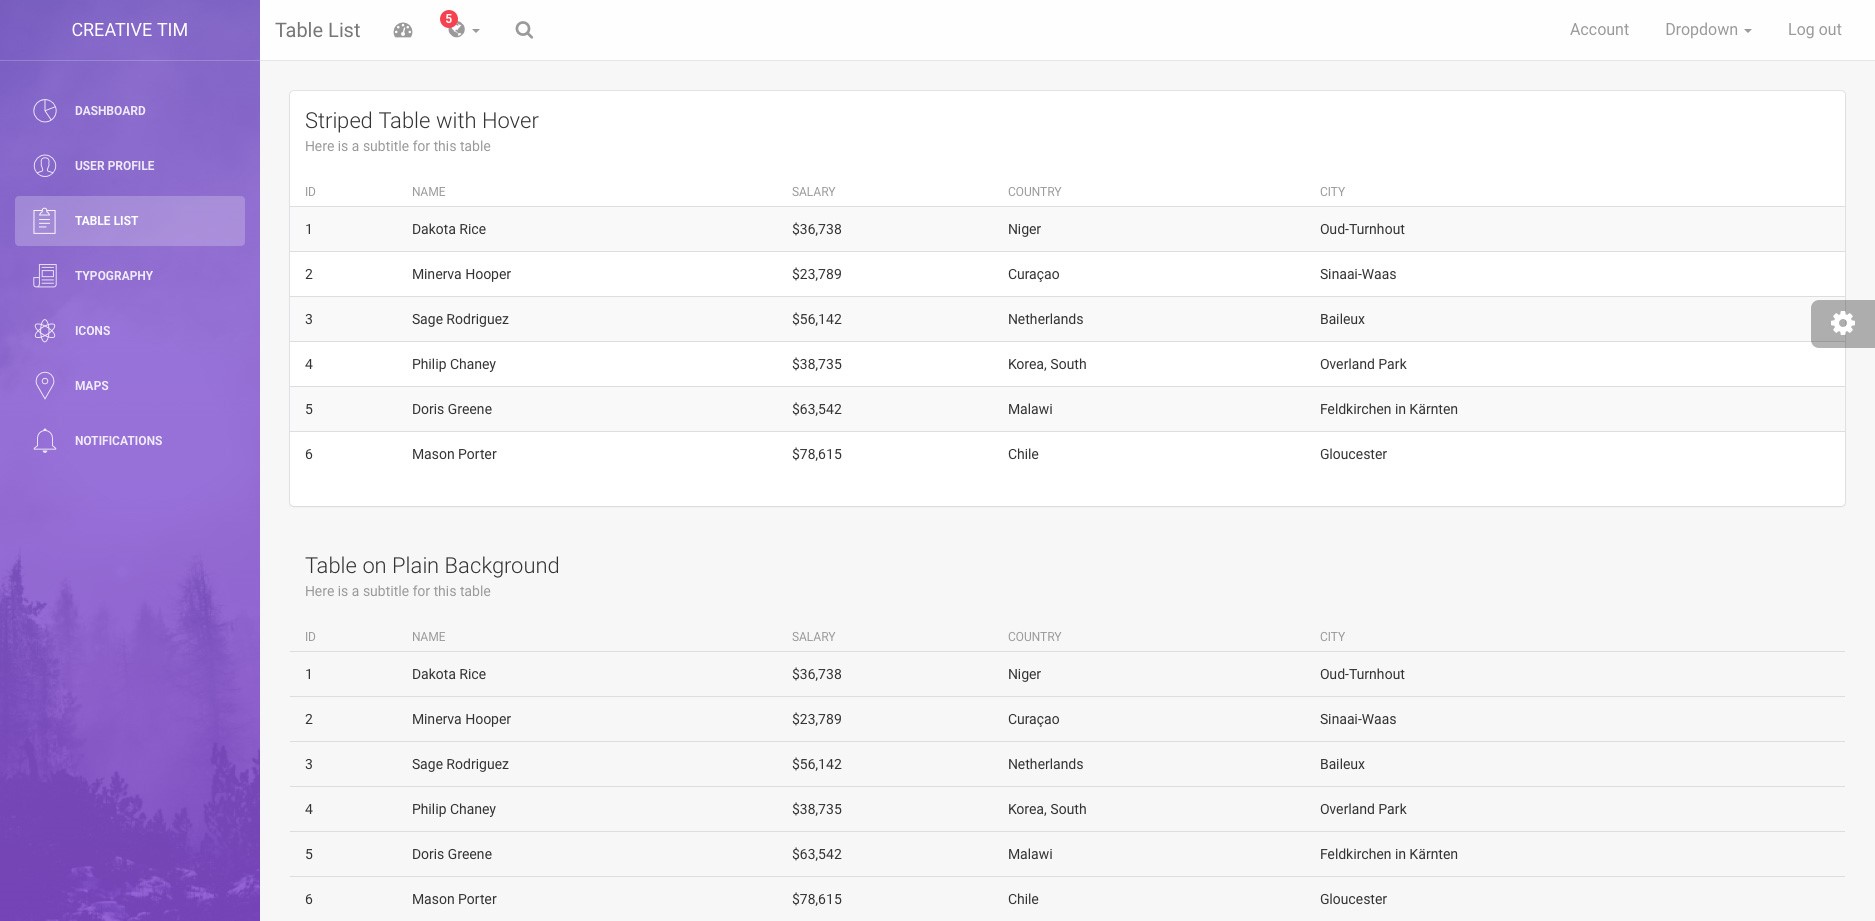 CREATIVE TIM
DASHBOARD
USER PROFILE
TABLE LIST
TYPOGRAPHY
ICONS
MAPS
NOTIFICATIONS
Table List 5 Account Dropdown Log out
Striped Table with Hover
Here is a subtitle for this table
ID NAME SALARY COUNTRY CITY
1 Dakota Rice $36,738 Niger Oud-Turnhout
2 Minerva Hooper $23,789 Curaçao Sinaai-Waas
3 Sage Rodriguez $56,142 Netherlands Baileux
4 Philip Chaney $38,735 Korea, South Overland Park
5 Doris Greene $63,542 Malawi Feldkirchen in Kärnten
6 Mason Porter $78,615 Chile Gloucester
Table on Plain Background
Here is a subtitle for this table
ID NAME SALARY COUNTRY CITY
1 Dakota Rice $36,738 Niger Oud-Turnhout
2 Minerva Hooper $23,789 Curaçao Sinaai-Waas
3 Sage Rodriguez $56,142 Netherlands Baileux
4 Philip Chaney $38,735 Korea, South Overland Park
5 Doris Greene $63,542 Malawi Feldkirchen in Kärnten
6 Mason Porter $78,615 Chile Gloucester